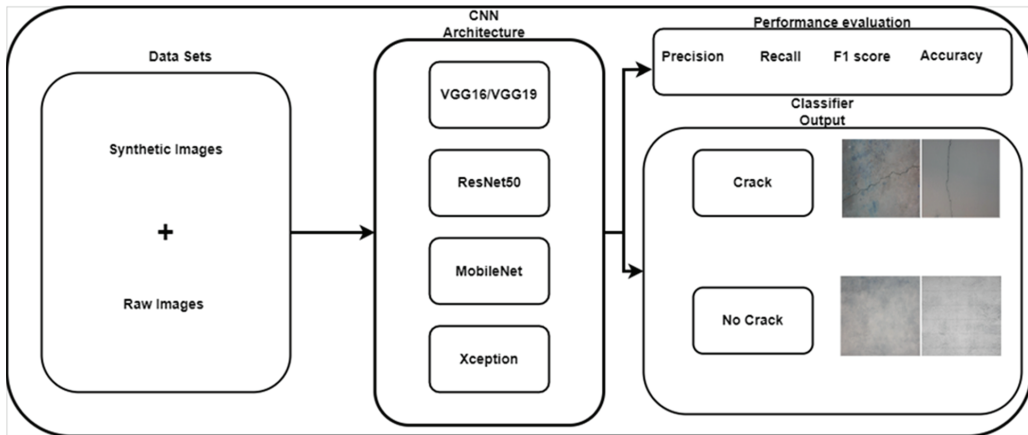 Data Sets
Synthetic Images
+
Raw Images
CNN
Architecture
VGG16/VGG19
ResNet50
MobileNet
Xception
Performance evaluation
Precision Recall F1 score Accuracy
Classifier
Output
Crack
No Crack